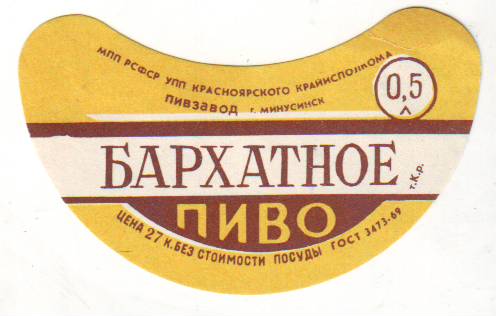 МПП РСФСР УПП КРАСНОЯРСКОГО КРАЙИСПОЛКОМА
ПИВЗАВОД г. МИНУСИНСК
0,5
Л
БАРХАТНОЕ
т.К.р.
ПИВО
ЦЕНА 27 К. БЕЗ СТОИМОСТИ ПОСУДЫ ГОСТ 3473-69